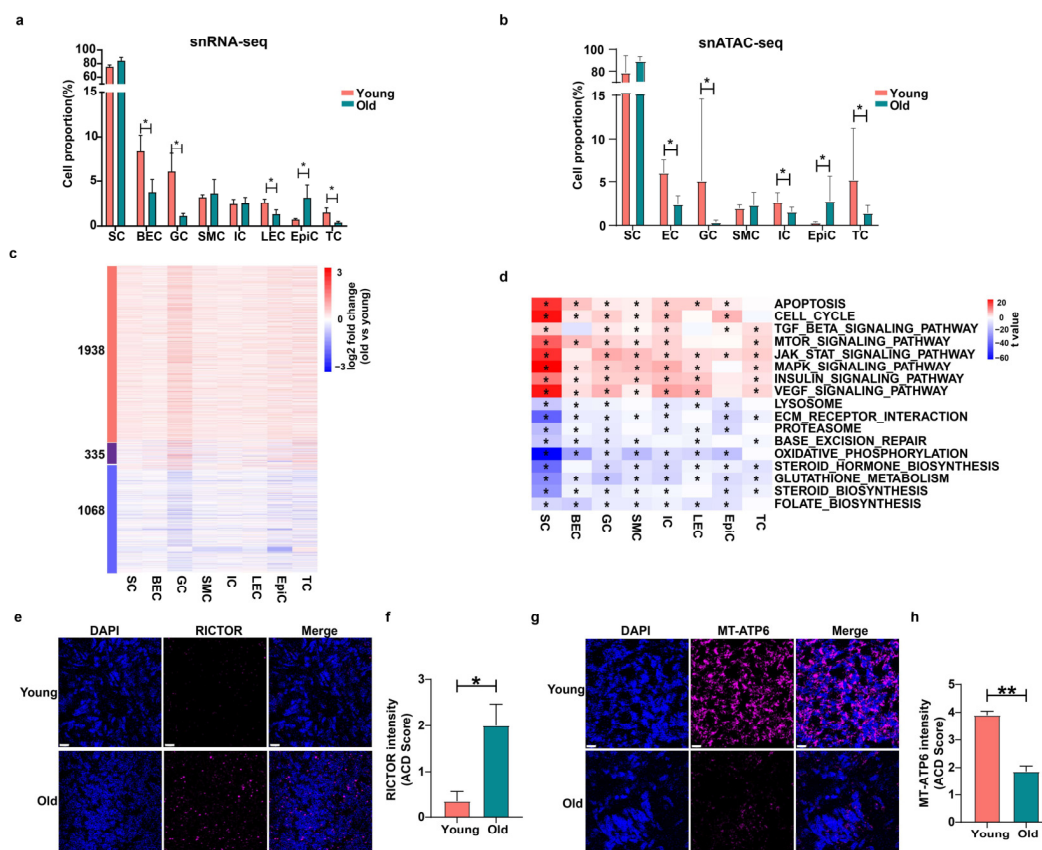 a
snRNA-seq
Cell proportion(%)
100
80
60
40
20
15
10
5
0
* * * * *
Young
Old
SC BEC GC SMC IC LEC EpiC TC
b
snATAC-seq
Cell proportion(%)
100
50
15
10
5
0
* * * * *
Young
Old
SC EC GC SMC IC EpiC TC
c
1938
335
1068
3
0
−3
log2 fold change
(old vs young)
SC BEC GC SMC IC LEC EpiC TC
d
APOPTOSIS
CELL_CYCLE
TGF_BETA_SIGNALING_PATHWAY
MTOR_SIGNALING_PATHWAY
JAK_STAT_SIGNALING_PATHWAY
MAPK_SIGNALING_PATHWAY
INSULIN_SIGNALING_PATHWAY
VEGF_SIGNALING_PATHWAY
LYSOSOME
ECM_RECEPTOR_INTERACTION
PROTEASOME
BASE_EXCISION_REPAIR
OXIDATIVE_PHOSPHORYLATION
STEROID_HORMONE_BIOSYNTHESIS
GLUTATHIONE_METABOLISM
STEROID_BIOSYNTHESIS
FOLATE_BIOSYNTHESIS
SC BEC GC SMC IC LEC EpiC TC
20
0
−20
−40
−60
t value
e
DAPI RICTOR Merge
Young
Old
f
RICTOR intensity
(ACD Score)
3
2
1
0
*
Young Old
g
DAPI MT-ATP6 Merge
Young
Old
h
MT-ATP6 intensity
(ACD Score)
5
4
3
2
1
0
**
Young Old